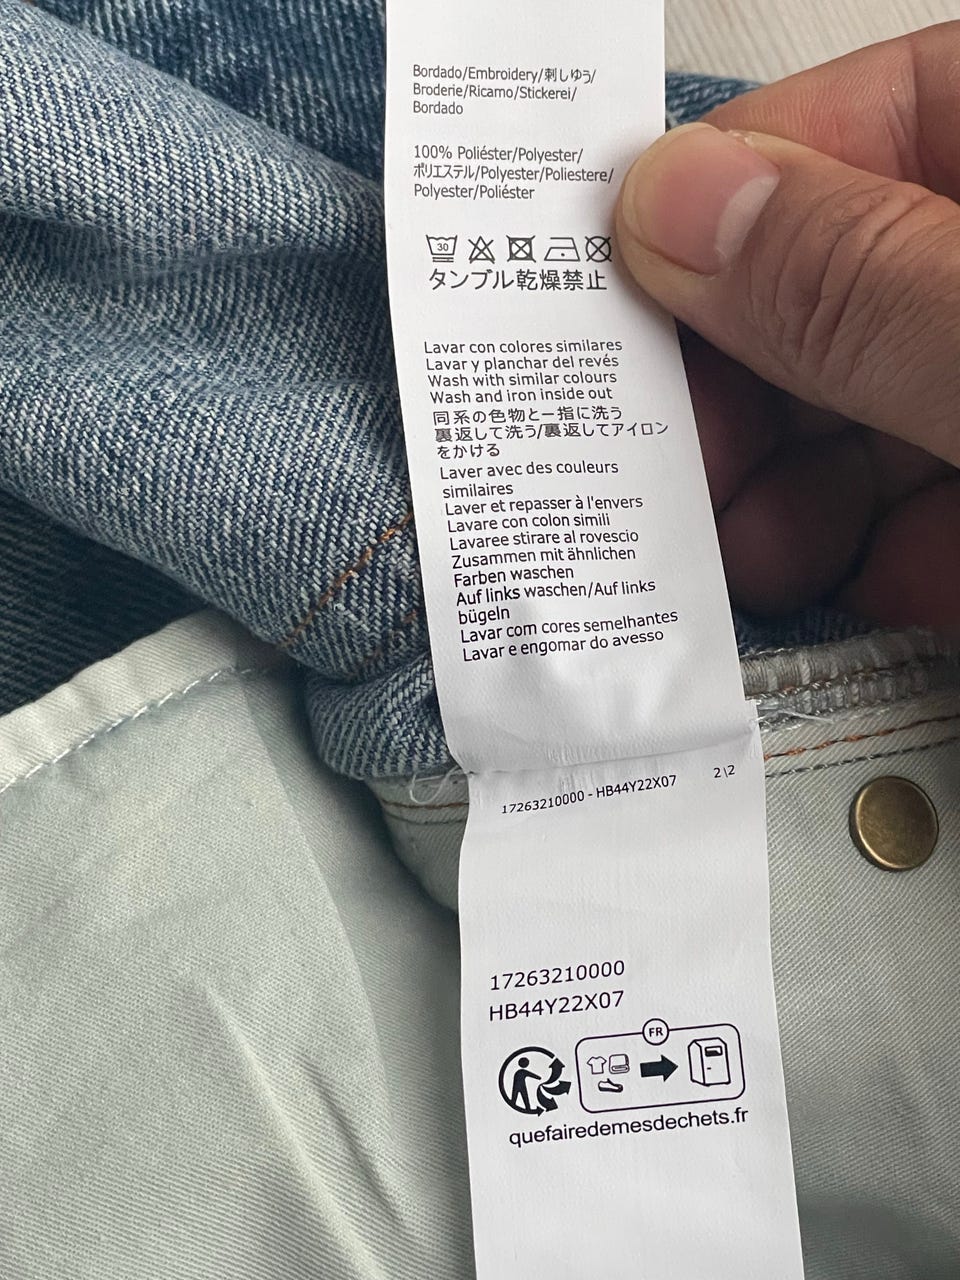 Bordado/Embroidery/刺しゆう/
Broderie/Ricamo/Stickerei/
Bordado
100% Poliéster/Polyester/
ポリエステル/Polyester/Poliestere/
Polyester/Poliéster
30
タンブル乾燥禁止
Lavar con colores similares
Lavar y planchar del revés
Wash with similar colours
Wash and iron inside out
同系の色物と一指に洗う
裏返して洗う/裏返してアイロン
をかける
Laver avec des couleurs
similaires
Laver et repasser à l'envers
Lavare con colon simili
Lavaree stirare al rovescio
Zusammen mit ähnlichen
Farben waschen
Auf links waschen/Auf links
bügeln
Lavar com cores semelhantes
Lavar e engomar do avesso
17263210000 - HB44Y22X07 2\2
17263210000
HB44Y22X07
FR
quefairedemesdechets.fr